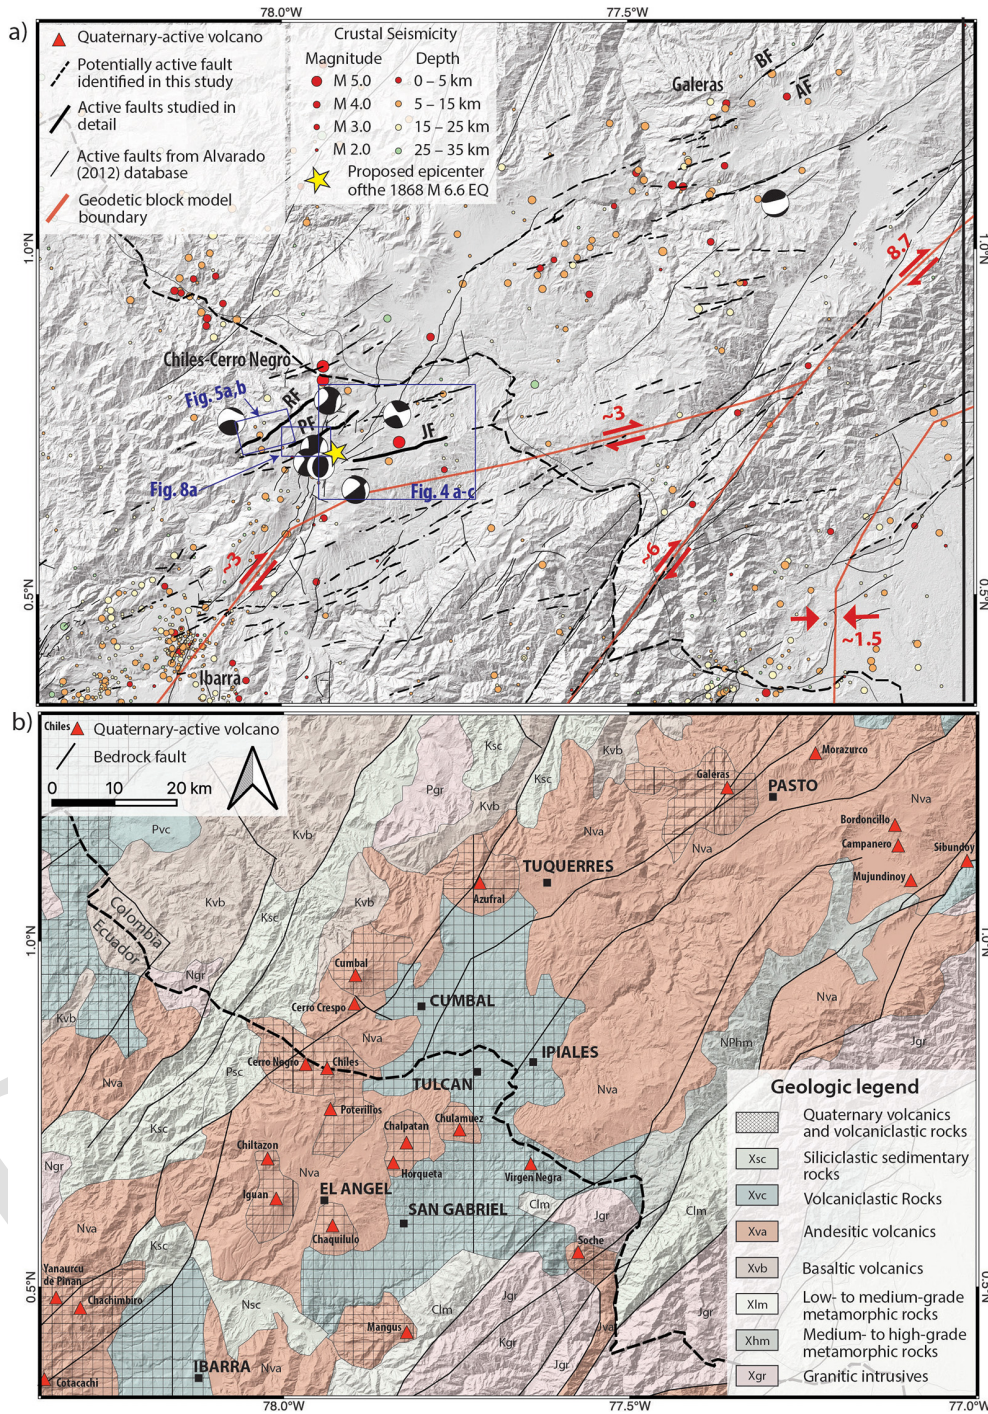 78.0°W
77.5°W
a)
Quaternary-active volcano
Potentially active fault
identified in this study
Active faults studied in
detail
Active faults from Alvarado
(2012) database
Geodetic block model
boundary
Crustal Seismicity
Magnitude
Depth
M 5.0
0 – 5 km
M 4.0
5 – 15 km
M 3.0
15 – 25 km
M 2.0
25 – 35 km
Proposed epicenter
ofthe 1868 M 6.6 EQ
BF
AF
Galeras
1.0°N
1.0°N
8.7
Chiles-Cerro Negro
Fig. 5a,b
RF
PF
JF
~3
Fig. 8a
Fig. 4 a-c
~3
~6
0.5°N
0.5°N
~1.5
Ibarra
b)
Chiles
Quaternary-active volcano
Bedrock fault
0
10
20 km
Ksc
Kvb
Ksc
Pgr
Kvb
Morazurco
Galeras
PASTO
Nva
Bordoncillo
Campanero
Sibundoy
Mujundinoy
Pvc
Kvb
Nva
Nva
TUQUERRES
Azufral
Kvb
Ksc
Kvb
Colombia
Ecuador
1.0°N
Ngr
Cumbal
Cerro Crespo
CUMBAL
Nva
Kvb
Nva
NPhm
Jgr
Nva
Psc
Cerro Negro
Chiles
IPIALES
TULCAN
Nva
Poterillos
Chulamuez
Chalpatan
Ksc
Chiltazon
Ngr
Nva
Horqueta
Virgen Negra
Iguan
EL ANGEL
SAN GABRIEL
Clm
Jgr
Clm
Nva
Chaquilulo
Soche
Ksc
Yanaurcu
de Piñan
Chachimbiro
0.5°N
Nsc
Clm
Jgr
Jgr
Mangus
Kgr
Jva
Jgr
IBARRA
Nva
Cotacachi
Geologic legend
Quaternary volcanics
and volcaniclastic rocks
Xsc
Siliciclastic sedimentary
rocks
Xvc
Volcaniclastic Rocks
Xva
Andesitic volcanics
Xvb
Basaltic volcanics
Xlm
Low- to medium-grade
metamorphic rocks
Xhm
Medium- to high-grade
metamorphic rocks
Xgr
Granitic intrusives
78.0°W
77.5°W
77.0°W